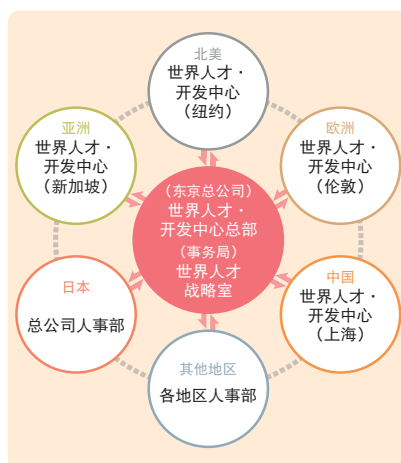 北美
世界人才・
开发中心
（纽约）
亚洲
世界人才・
开发中心
（新加坡）
欧洲
世界人才・
开发中心
（伦敦）
（东京总公司）
世界人才・
开发中心总部
（事务局）
世界人才
战略室
日本
总公司人事部
中国
世界人才・
开发中心
（上海）
其他地区
各地区人事部